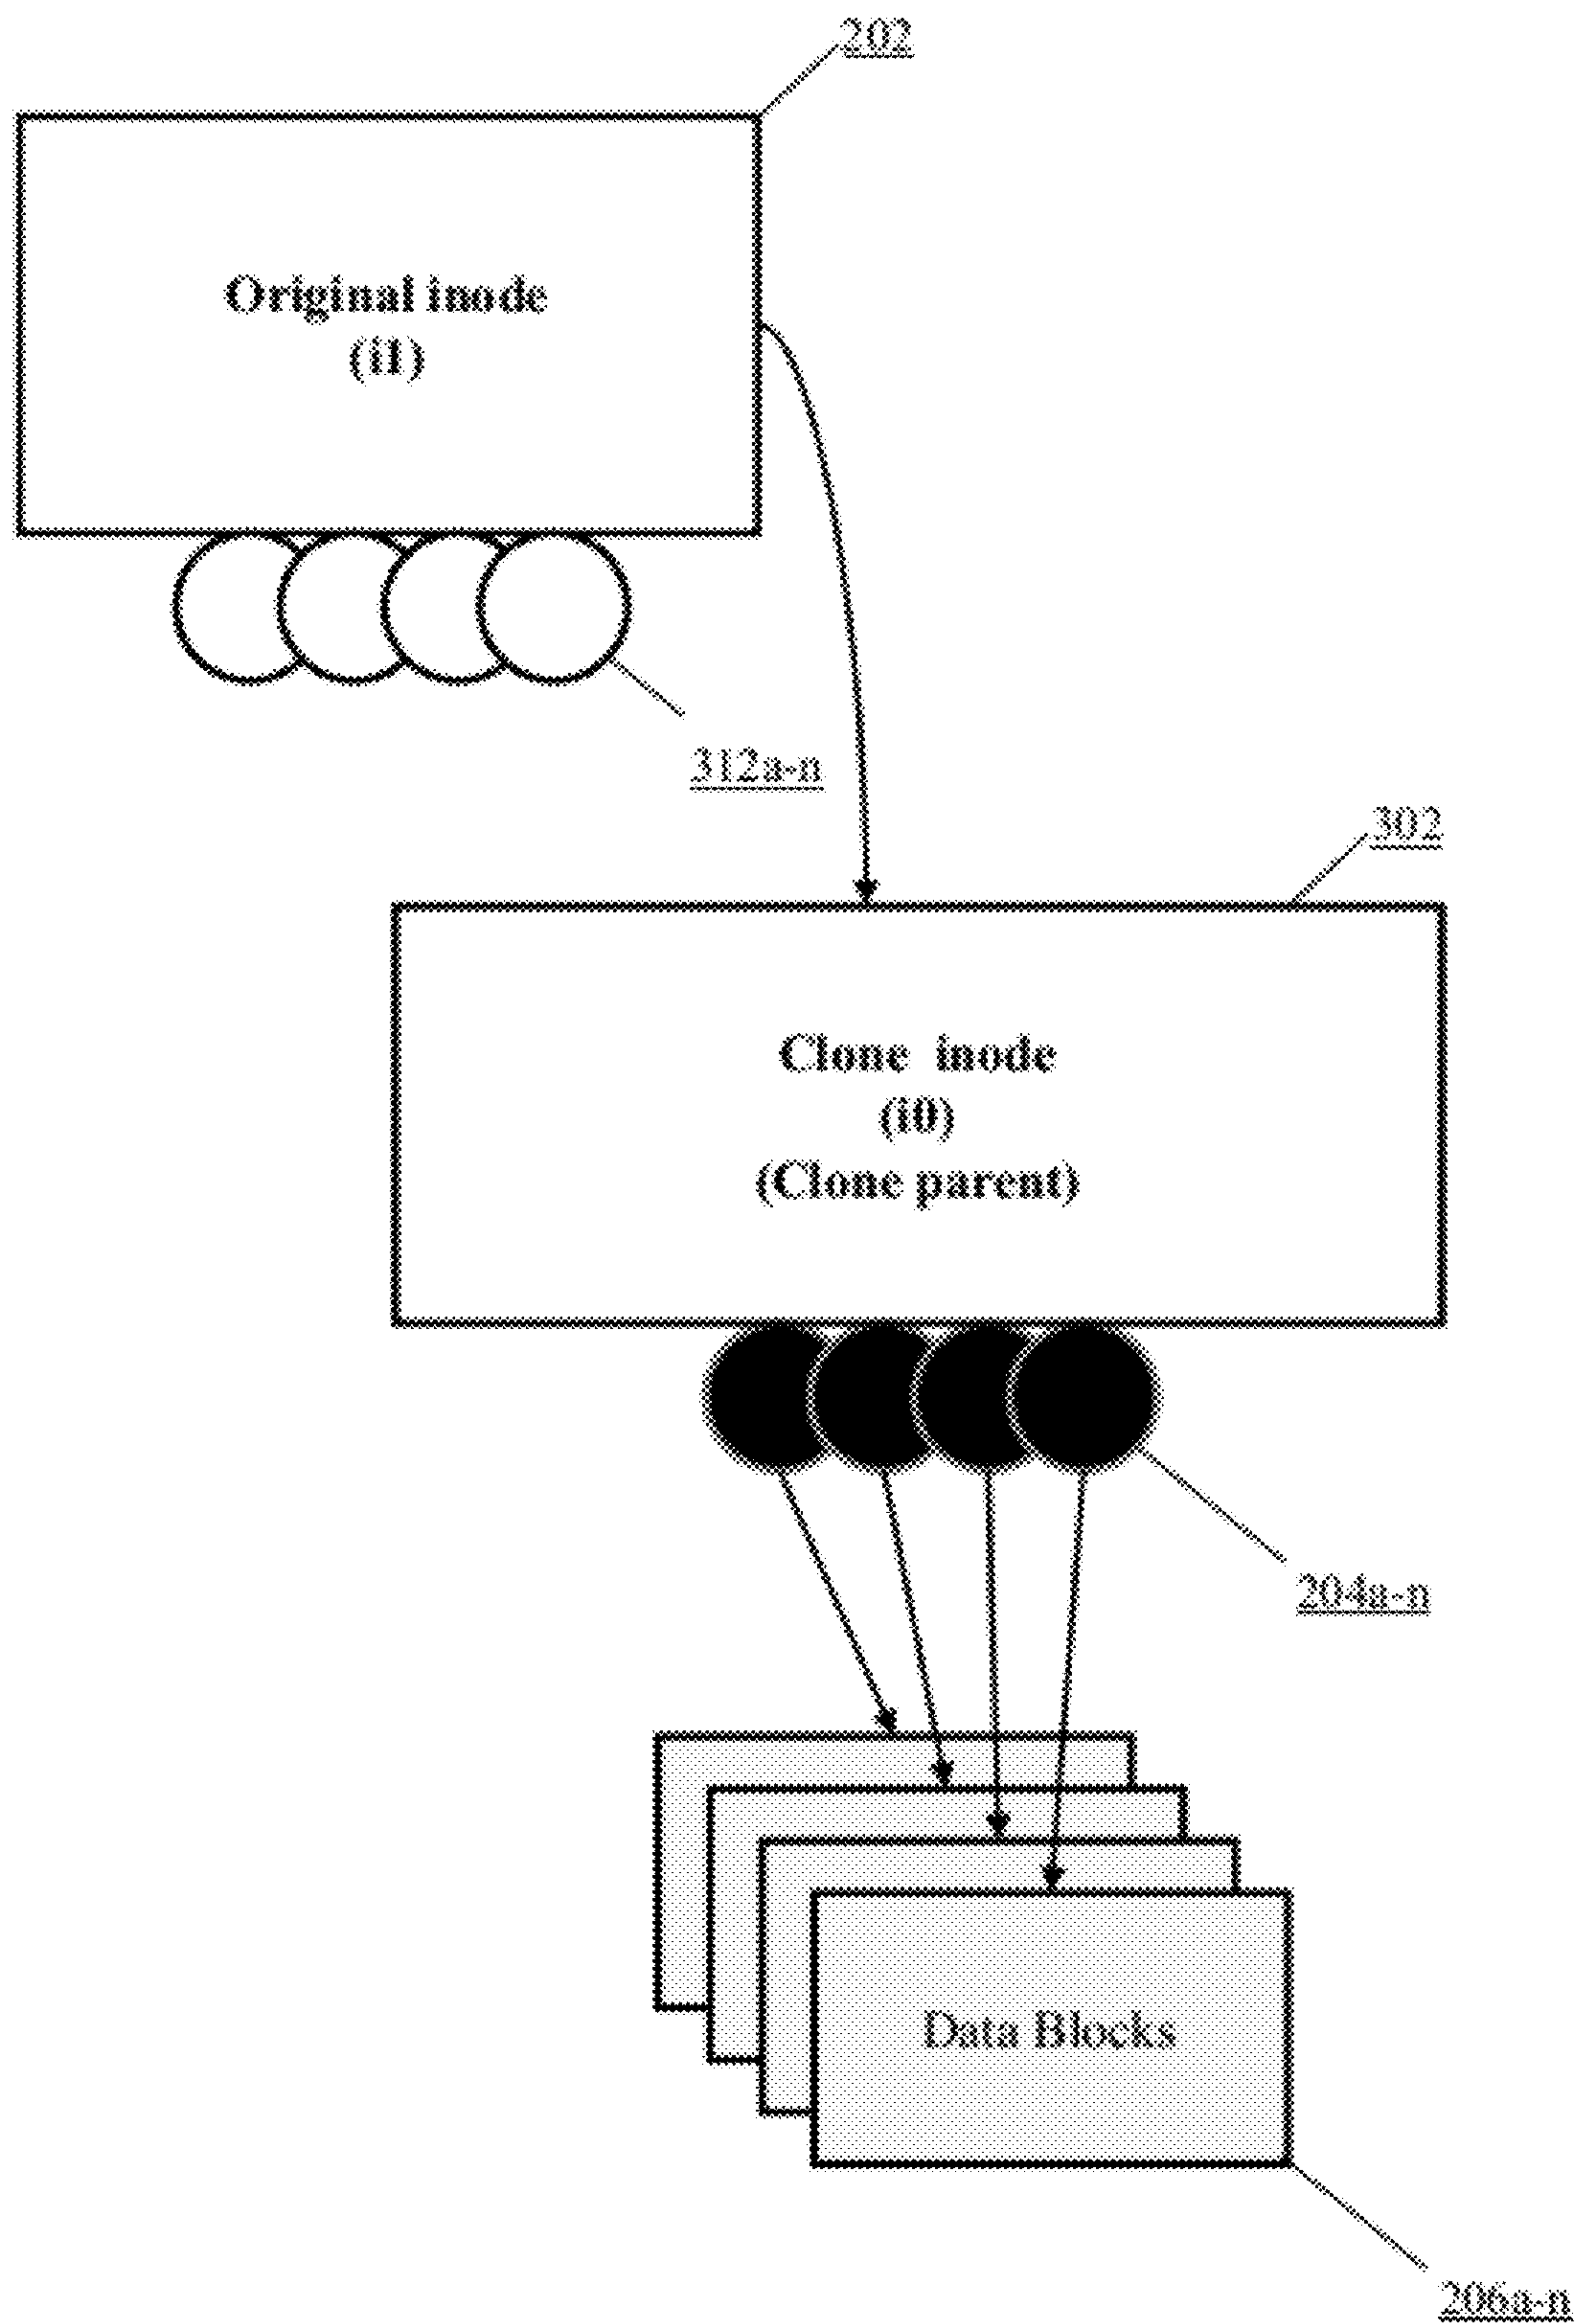 202
Original inode
(i1)
312a-n
302
Clone inode
(i0)
(Clone parent)
204a-n
Data Blocks
206a-n